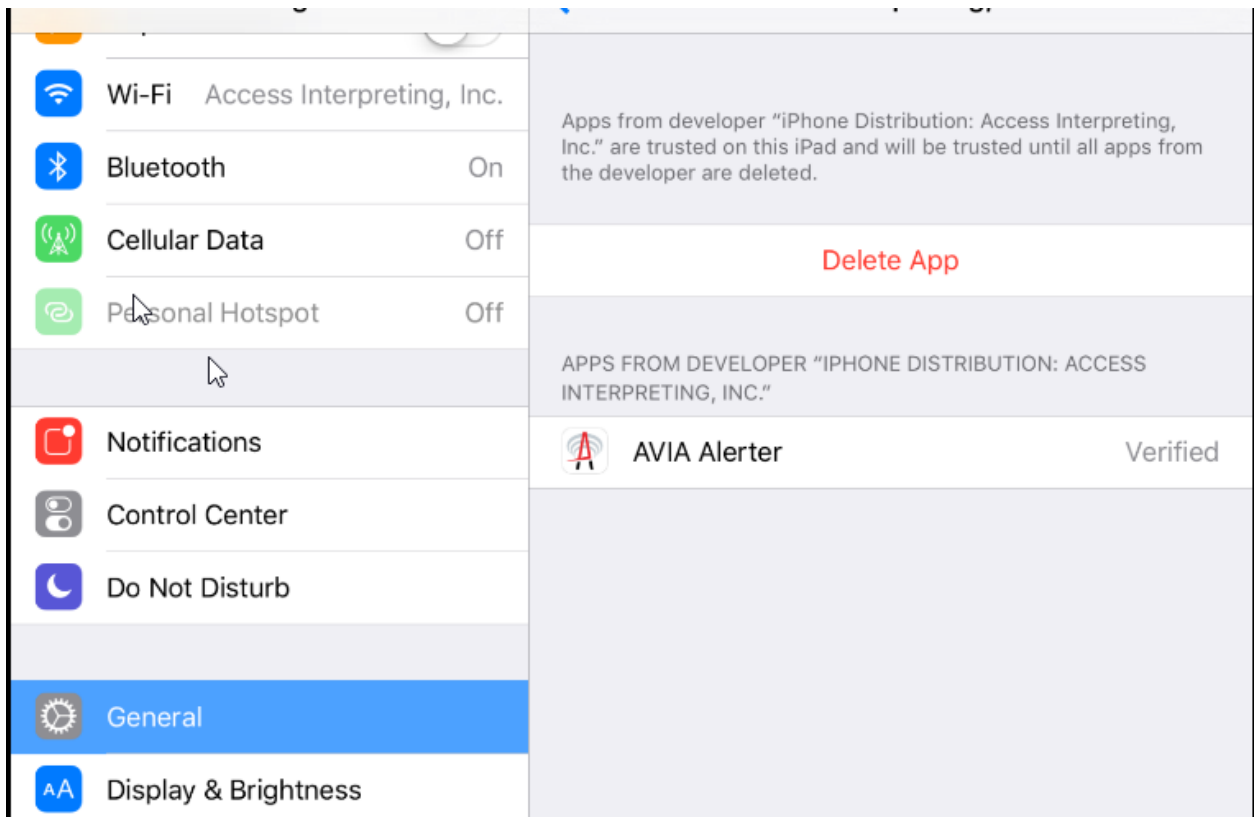 Wi-Fi Access Interpreting, Inc.
Bluetooth On
Cellular Data Off
Personal Hotspot Off
Notifications
Control Center
Do Not Disturb
General
AA Display & Brightness
Apps from developer “iPhone Distribution: Access Interpreting,
Inc.” are trusted on this iPad and will be trusted until all apps from
the developer are deleted.
Delete App
APPS FROM DEVELOPER “IPHONE DISTRIBUTION: ACCESS
INTERPRETING, INC.”
AVIA Alerter Verified